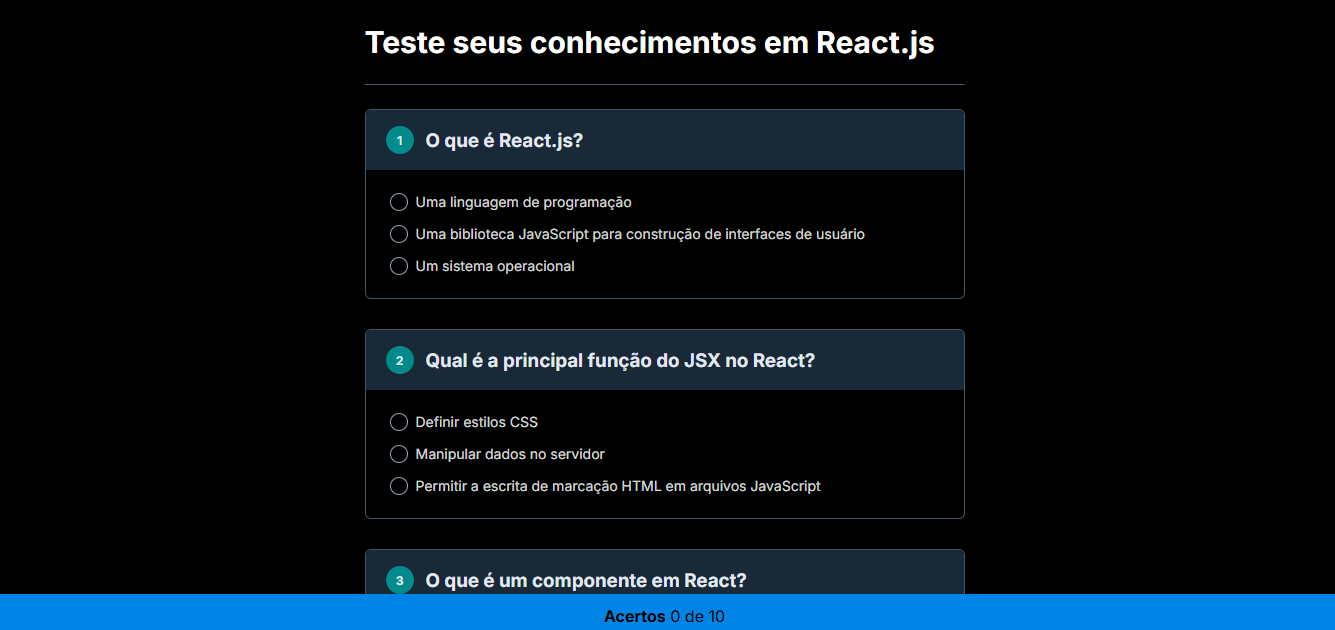 Teste seus conhecimentos em React.js
1 O que é React.js?
Uma linguagem de programação
Uma biblioteca JavaScript para construção de interfaces de usuário
Um sistema operacional
2 Qual é a principal função do JSX no React?
Definir estilos CSS
Manipular dados no servidor
Permitir a escrita de marcação HTML em arquivos JavaScript
3 O que é um componente em React?
Acertos 0 de 10